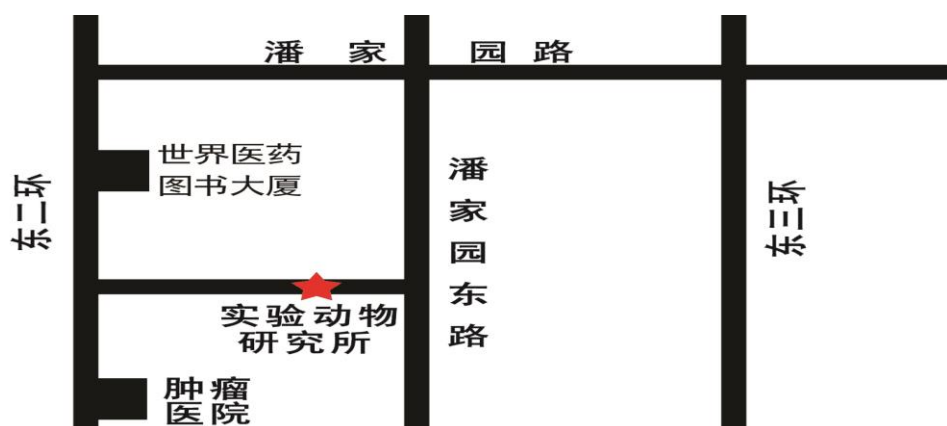 潘家园路
世界医药
图书大厦
东二环
潘家园东路
东三环
实验动物
研究所
肿瘤
医院